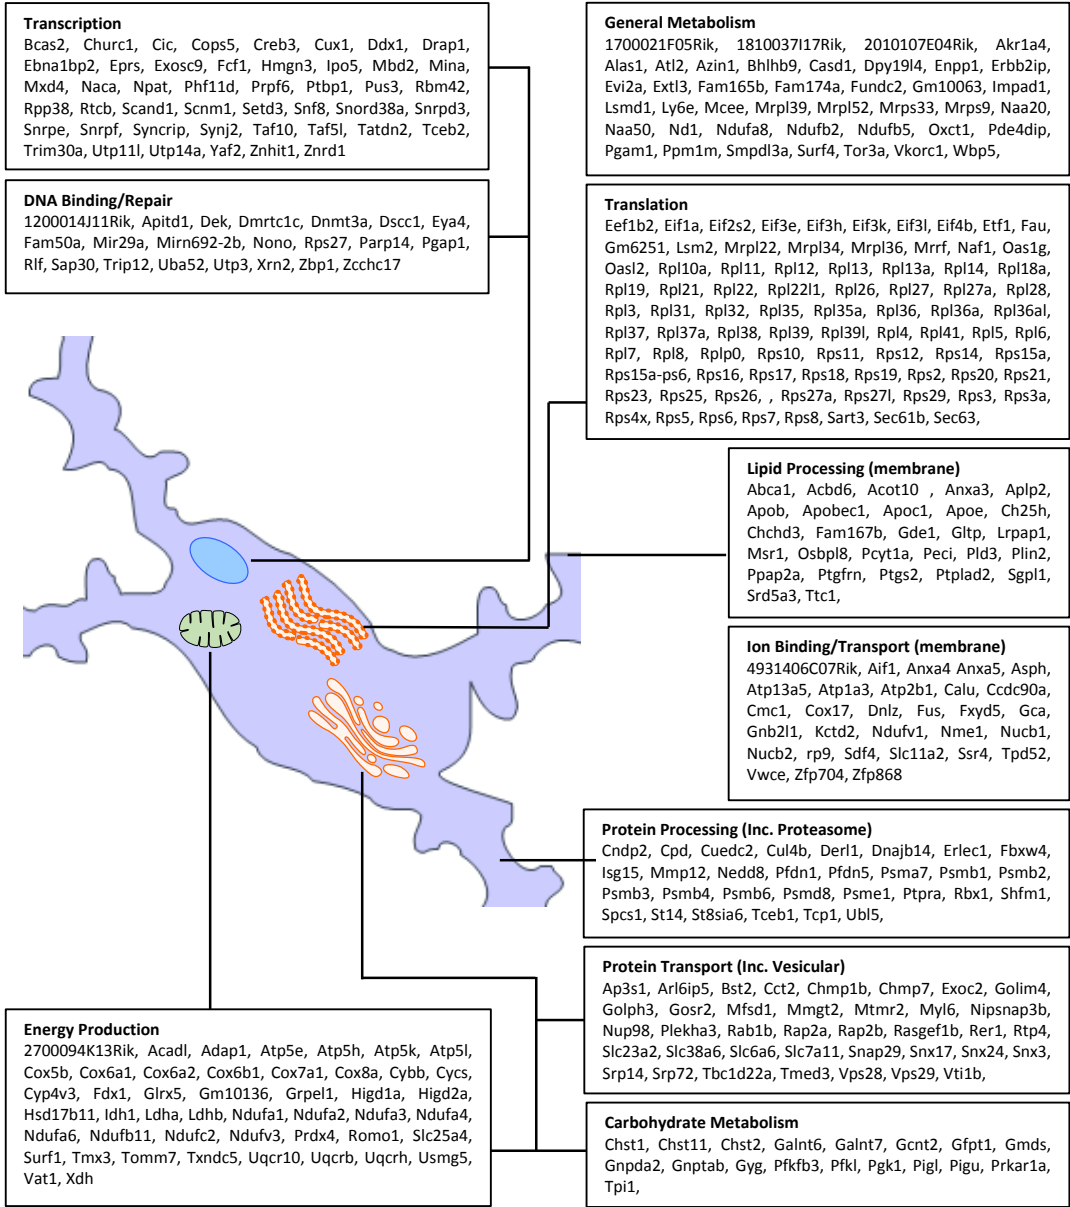 Transcription
Bcas2, Churc1, Cic, Cops5, Creb3, Cux1, Ddx1, Drap1,
Ebna1bp2, Eprs, Exosc9, Fcf1, Hmgn3, Ipo5, Mbd2, Mina,
Mxd4, Naca, Npat, Phf11d, Prpf6, Ptbp1, Pus3, Rbm42,
Rpp38, Rtcb, Scand1, Scnm1, Setd3, Snf8, Snord38a, Snrpd3,
Snrpe, Snrpf, Syncrip, Synj2, Taf10, Taf5l, Tatdn2, Tceb2,
Trim30a, Utp11l, Utp14a, Yaf2, Znhit1, Znrd1
DNA Binding/Repair
1200014J11Rik, Apitd1, Dek, Dmrtc1c, Dnmt3a, Dscc1, Eya4,
Fam50a, Mir29a, Mirn692-2b, Nono, Rps27, Parp14, Pgap1,
Rlf, Sap30, Trip12, Uba52, Utp3, Xrn2, Zbp1, Zcchc17
General Metabolism
1700021F05Rik, 1810037I17Rik, 2010107E04Rik, Akr1a4,
Alas1, Atl2, Azin1, Bhlhb9, Casd1, Dpy19l4, Enpp1, Erbb2ip,
Evi2a, Extl3, Fam165b, Fam174a, Fundc2, Gm10063, Impad1,
Lsmd1, Ly6e, Mcee, Mrpl39, Mrpl52, Mrps33, Mrps9, Naa20,
Naa50, Nd1, Ndufa8, Ndufb2, Ndufb5, Oxct1, Pde4dip,
Pgam1, Ppm1m, Smpdl3a, Surf4, Tor3a, Vkorc1, Wbp5,
Translation
Eef1b2, Eif1a, Eif2s2, Eif3e, Eif3h, Eif3k, Eif3l, Eif4b, Etf1, Fau,
Gm6251, Lsm2, Mrpl22, Mrpl34, Mrpl36, Mrrf, Naf1, Oas1g,
Oasl2, Rpl10a, Rpl11, Rpl12, Rpl13, Rpl13a, Rpl14, Rpl18a,
Rpl19, Rpl21, Rpl22, Rpl22l1, Rpl26, Rpl27, Rpl27a, Rpl28,
Rpl3, Rpl31, Rpl32, Rpl35, Rpl35a, Rpl36, Rpl36a, Rpl36al,
Rpl37, Rpl37a, Rpl38, Rpl39, Rpl39l, Rpl4, Rpl41, Rpl5, Rpl6,
Rpl7, Rpl8, Rplp0, Rps10, Rps11, Rps12, Rps14, Rps15a,
Rps15a-ps6, Rps16, Rps17, Rps18, Rps19, Rps2, Rps20, Rps21,
Rps23, Rps25, Rps26, , Rps27a, Rps27l, Rps29, Rps3, Rps3a,
Rps4x, Rps5, Rps6, Rps7, Rps8, Sart3, Sec61b, Sec63,
Lipid Processing (membrane)
Abca1, Acbd6, Acot10 , Anxa3, Aplp2,
Apob, Apobec1, Apoc1, Apoe, Ch25h,
Chchd3, Fam167b, Gde1, Gltp, Lrpap1,
Msr1, Osbpl8, Pcyt1a, Peci, Pld3, Plin2,
Ppap2a, Ptgfrn, Ptgs2, Ptplad2, Sgpl1,
Srd5a3, Ttc1,
Ion Binding/Transport (membrane)
4931406C07Rik, Aif1, Anxa4 Anxa5, Asph,
Atp13a5, Atp1a3, Atp2b1, Calu, Ccdc90a,
Cmc1, Cox17, Dnlz, Fus, Fxyd5, Gca,
Gnb2l1, Kctd2, Ndufv1, Nme1, Nucb1,
Nucb2, rp9, Sdf4, Slc11a2, Ssr4, Tpd52,
Vwce, Zfp704, Zfp868
Protein Processing (Inc. Proteasome)
Cndp2, Cpd, Cuedc2, Cul4b, Derl1, Dnajb14, Erlec1, Fbxw4,
Isg15, Mmp12, Nedd8, Pfdn1, Pfdn5, Psma7, Psmb1, Psmb2,
Psmb3, Psmb4, Psmb6, Psmd8, Psme1, Ptpra, Rbx1, Shfm1,
Spcs1, St14, St8sia6, Tceb1, Tcp1, Ubl5,
Protein Transport (Inc. Vesicular)
Ap3s1, Arl6ip5, Bst2, Cct2, Chmp1b, Chmp7, Exoc2, Golim4,
Golph3, Gosr2, Mfsd1, Mmgt2, Mtmr2, Myl6, Nipsnap3b,
Nup98, Plekha3, Rab1b, Rap2a, Rap2b, Rasgef1b, Rer1, Rtp4,
Slc23a2, Slc38a6, Slc6a6, Slc7a11, Snap29, Snx17, Snx24, Snx3,
Srp14, Srp72, Tbc1d22a, Tmed3, Vps28, Vps29, Vti1b,
Energy Production
2700094K13Rik, Acadl, Adap1, Atp5e, Atp5h, Atp5k, Atp5l,
Cox5b, Cox6a1, Cox6a2, Cox6b1, Cox7a1, Cox8a, Cybb, Cycs,
Cyp4v3, Fdx1, Glrx5, Gm10136, Grpel1, Higd1a, Higd2a,
Hsd17b11, Idh1, Ldha, Ldhb, Ndufa1, Ndufa2, Ndufa3, Ndufa4,
Ndufa6, Ndufb11, Ndufc2, Ndufv3, Prdx4, Romo1, Slc25a4,
Surf1, Tmx3, Tomm7, Txndc5, Uqcr10, Uqcrb, Uqcrh, Usmg5,
Vat1, Xdh
Carbohydrate Metabolism
Chst1, Chst11, Chst2, Galnt6, Galnt7, Gcnt2, Gfpt1, Gmds,
Gnpda2, Gnptab, Gyg, Pfkfb3, Pfkl, Pgk1, Pigl, Pigu, Prkar1a,
Tpi1,